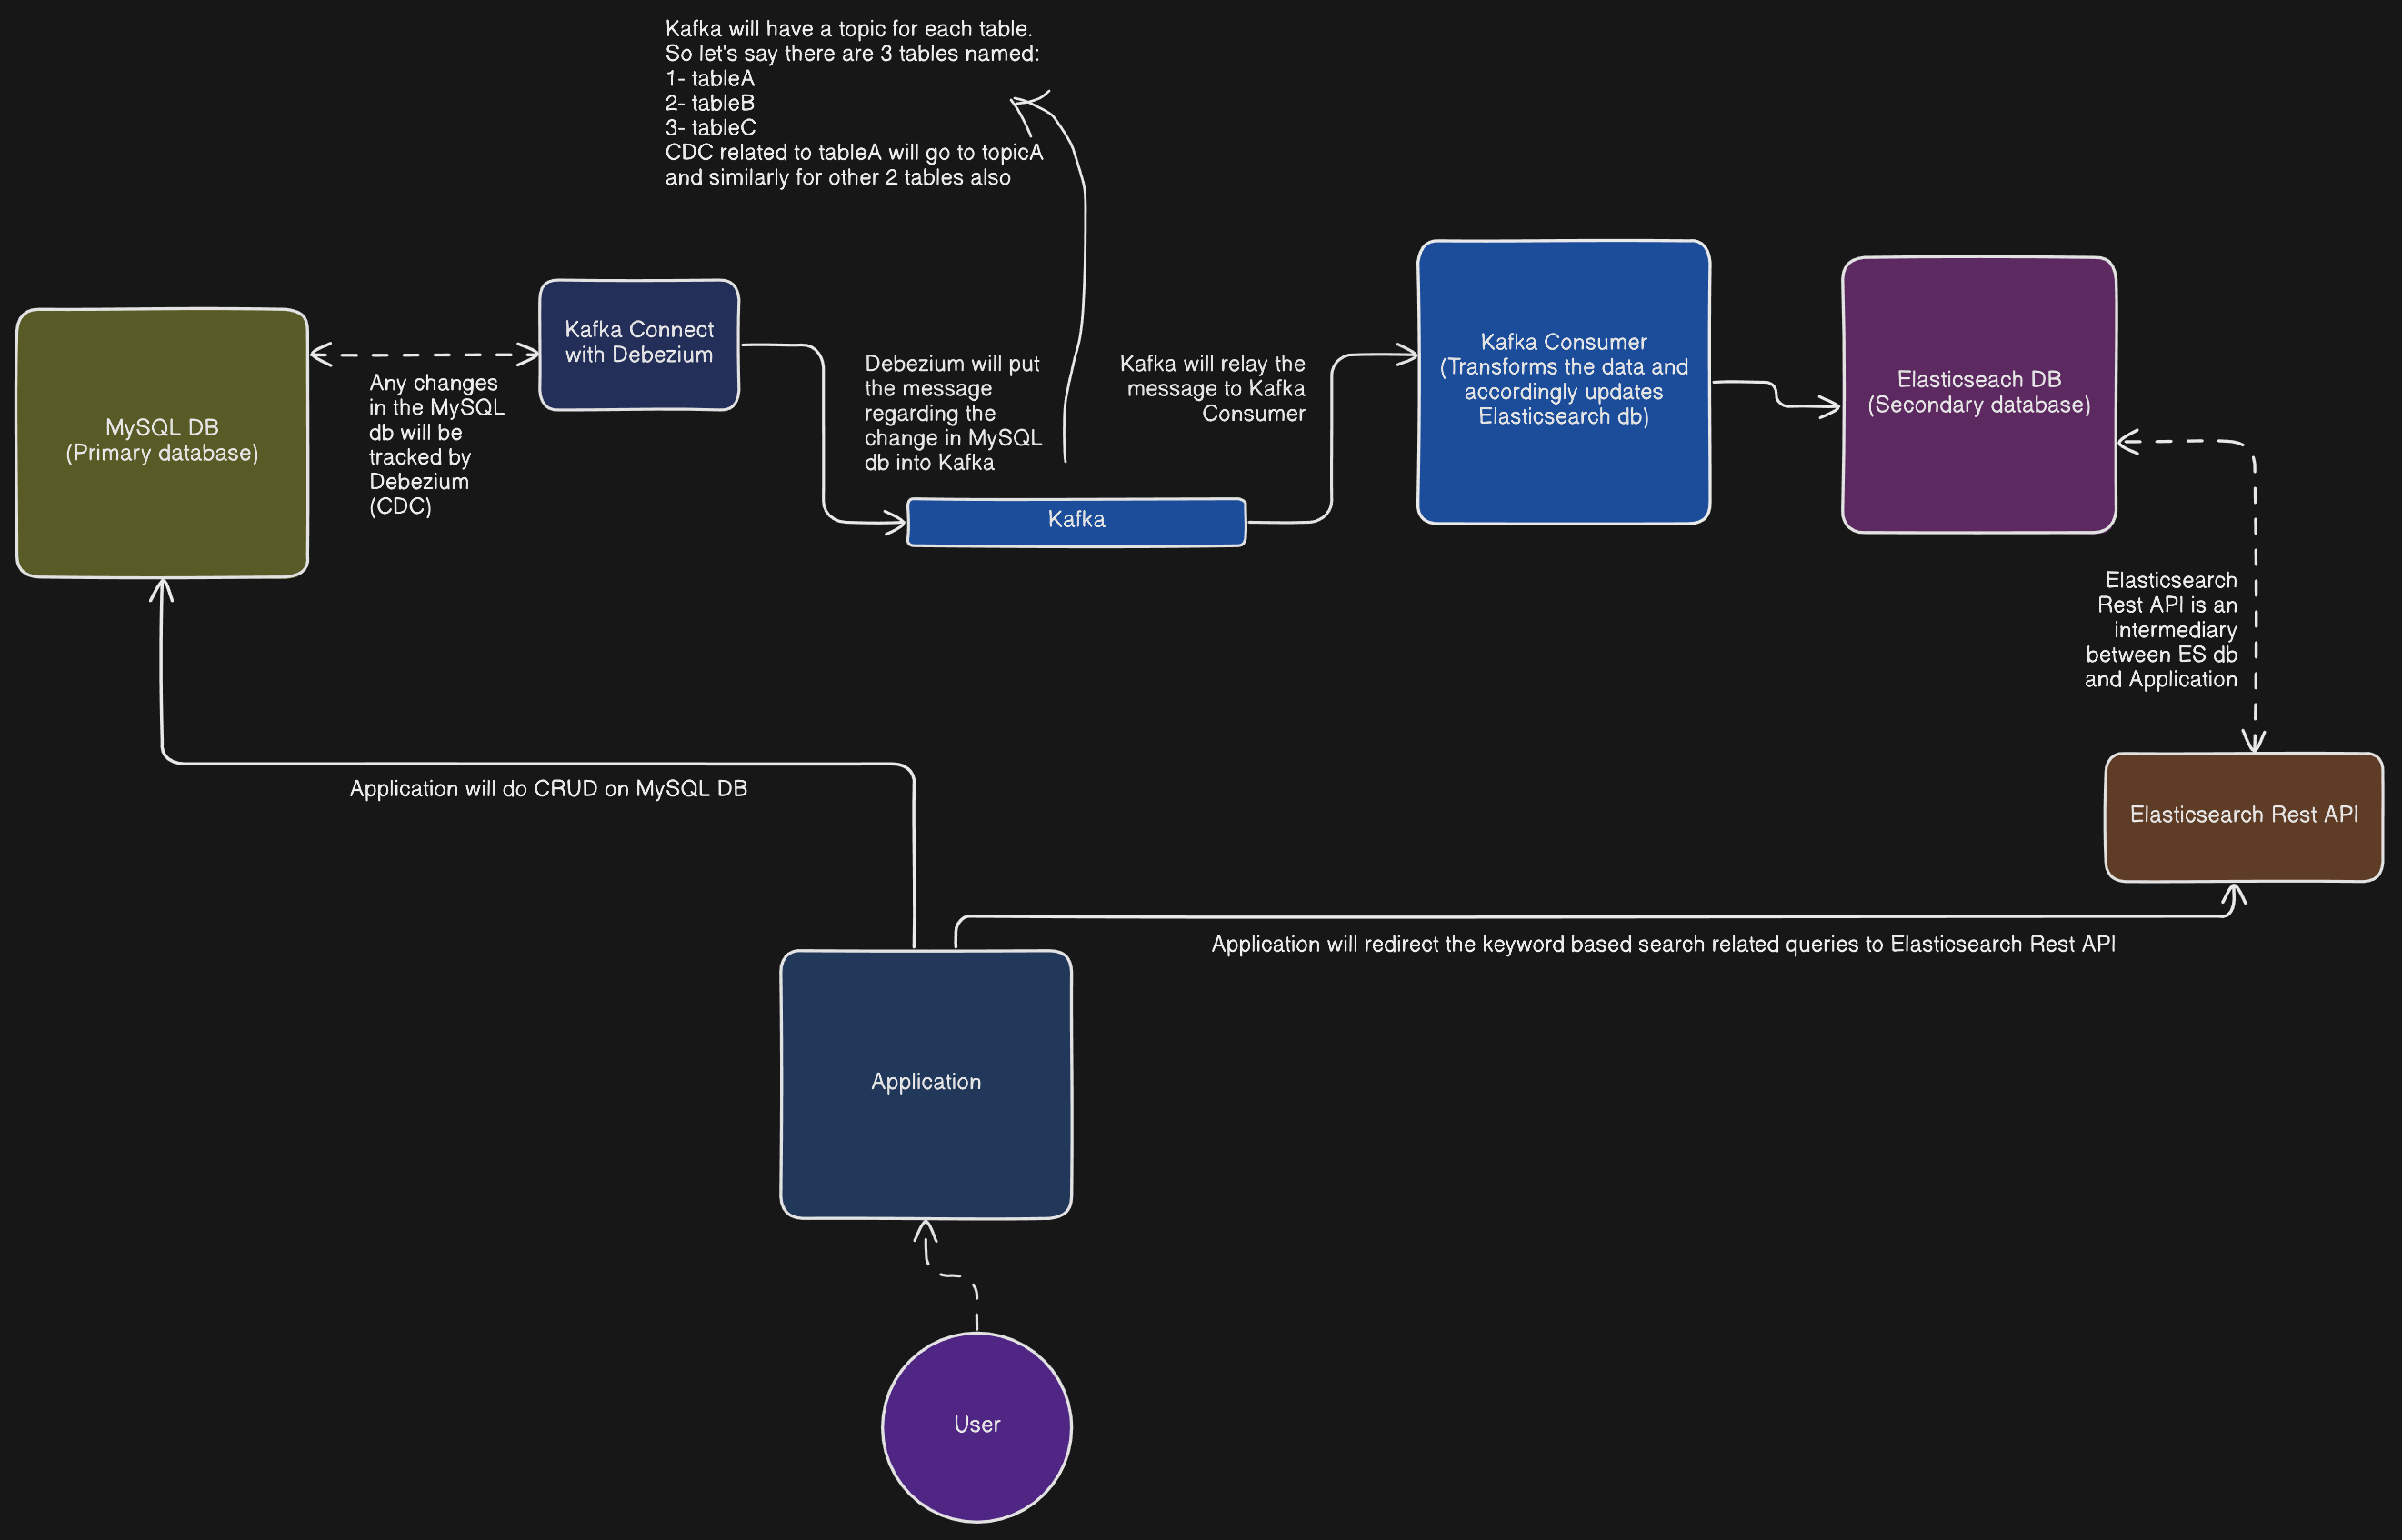 Kafka will have a topic for each table.
So let's say there are 3 tables named:
1- tableA
2- tableB
3- tableC
CDC related to tableA will go to topicA
and similarly for other 2 tables also
MySQL DB
(Primary database)
Any changes
in the MySQL
db will be
tracked by
Debezium
(CDC)
Kafka Connect
with Debezium
Debezium will put
the message
regarding the
change in MySQL
db into Kafka
Kafka
Kafka will relay the
message to Kafka
Consumer
Kafka Consumer
(Transforms the data and
accordingly updates
Elasticsearch db)
Elasticseach DB
(Secondary database)
Elasticsearch
Rest API is an
intermediary
between ES db
and Application
Elasticsearch Rest API
Application will do CRUD on MySQL DB
Application will redirect the keyword based search related queries to Elasticsearch Rest API
Application
User